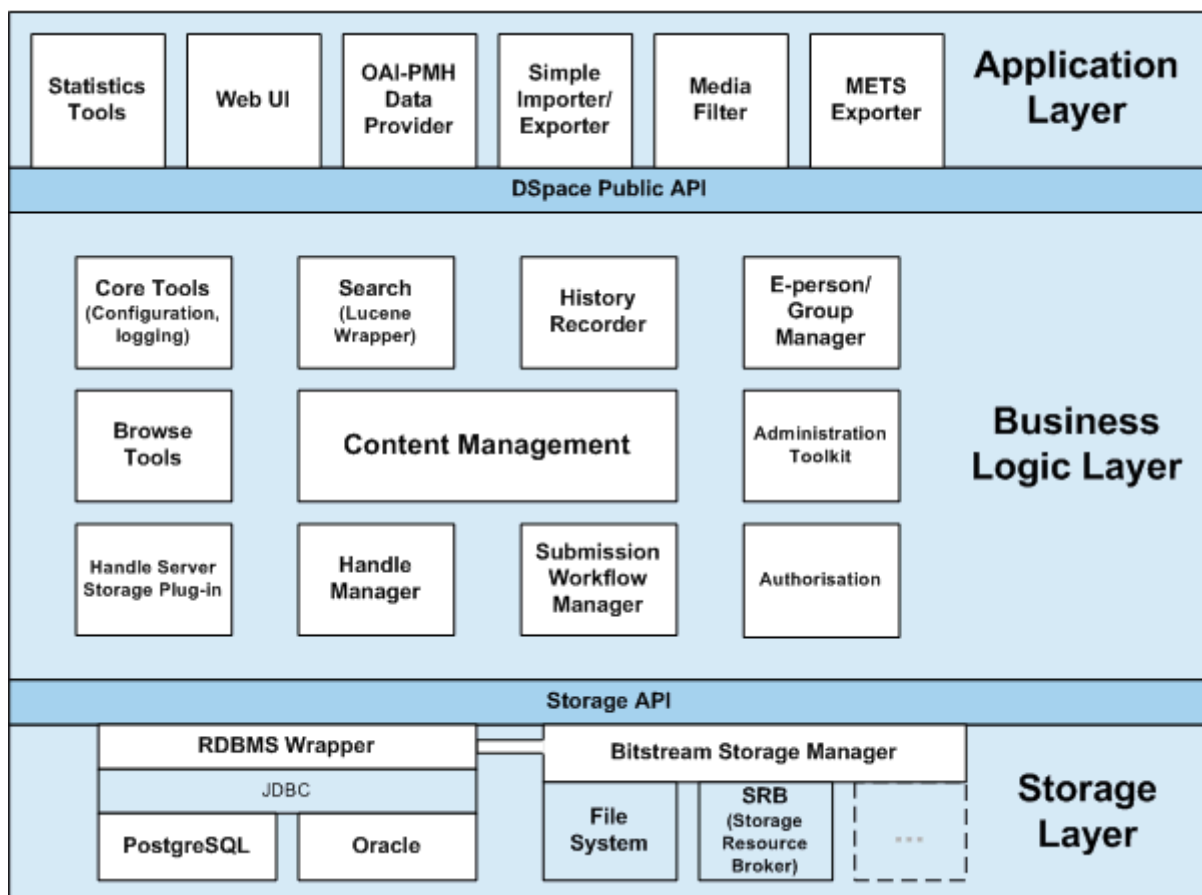 Statistics
Tools
Web UI
OAI-PMH
Data
Provider
Simple
Importer/
Exporter
Media
Filter
METS
Exporter
Application
Layer
DSpace Public API
Core Tools
(Configuration,
logging)
Search
(Lucene
Wrapper)
History
Recorder
E-person/
Group
Manager
Browse
Tools
Content Management
Administration
Toolkit
Business
Logic Layer
Handle Server
Storage Plug-in
Handle
Manager
Submission
Workflow
Manager
Authorisation
Storage API
RDBMS Wrapper
JDBC
PostgreSQL
Oracle
Bitstream Storage Manager
File
System
SRB
(Storage
Resource
Broker)
...
Storage
Layer